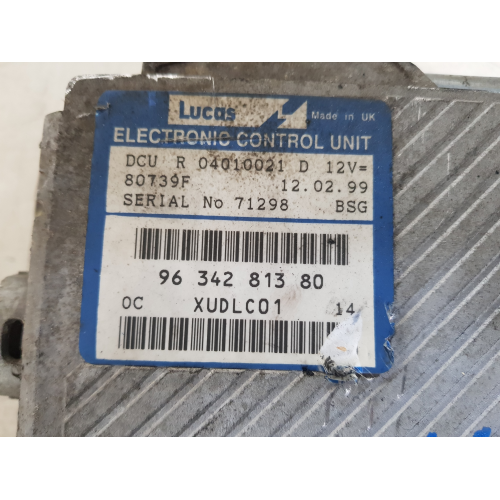 Lucas Made in UK
ELECTRONIC CONTROL UNIT
DCU R 04010021 D 12V=
80739F 12.02.99
SERIAL No 71298 BSG
96 342 813 80
OC XUDLC01 14